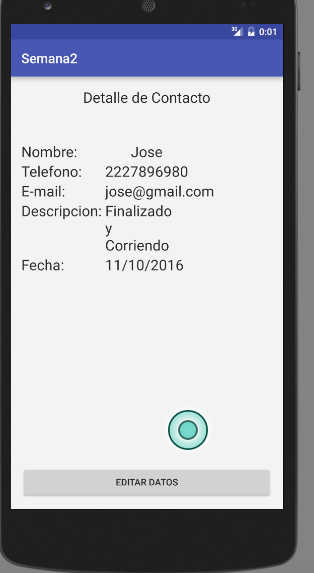 3G 0:01
Semana2
Detalle de Contacto
Nombre: Jose
Telefono: 2227896980
E-mail: jose@gmail.com
Descripcion: Finalizado
y
Corriendo
Fecha: 11/10/2016
EDITAR DATOS